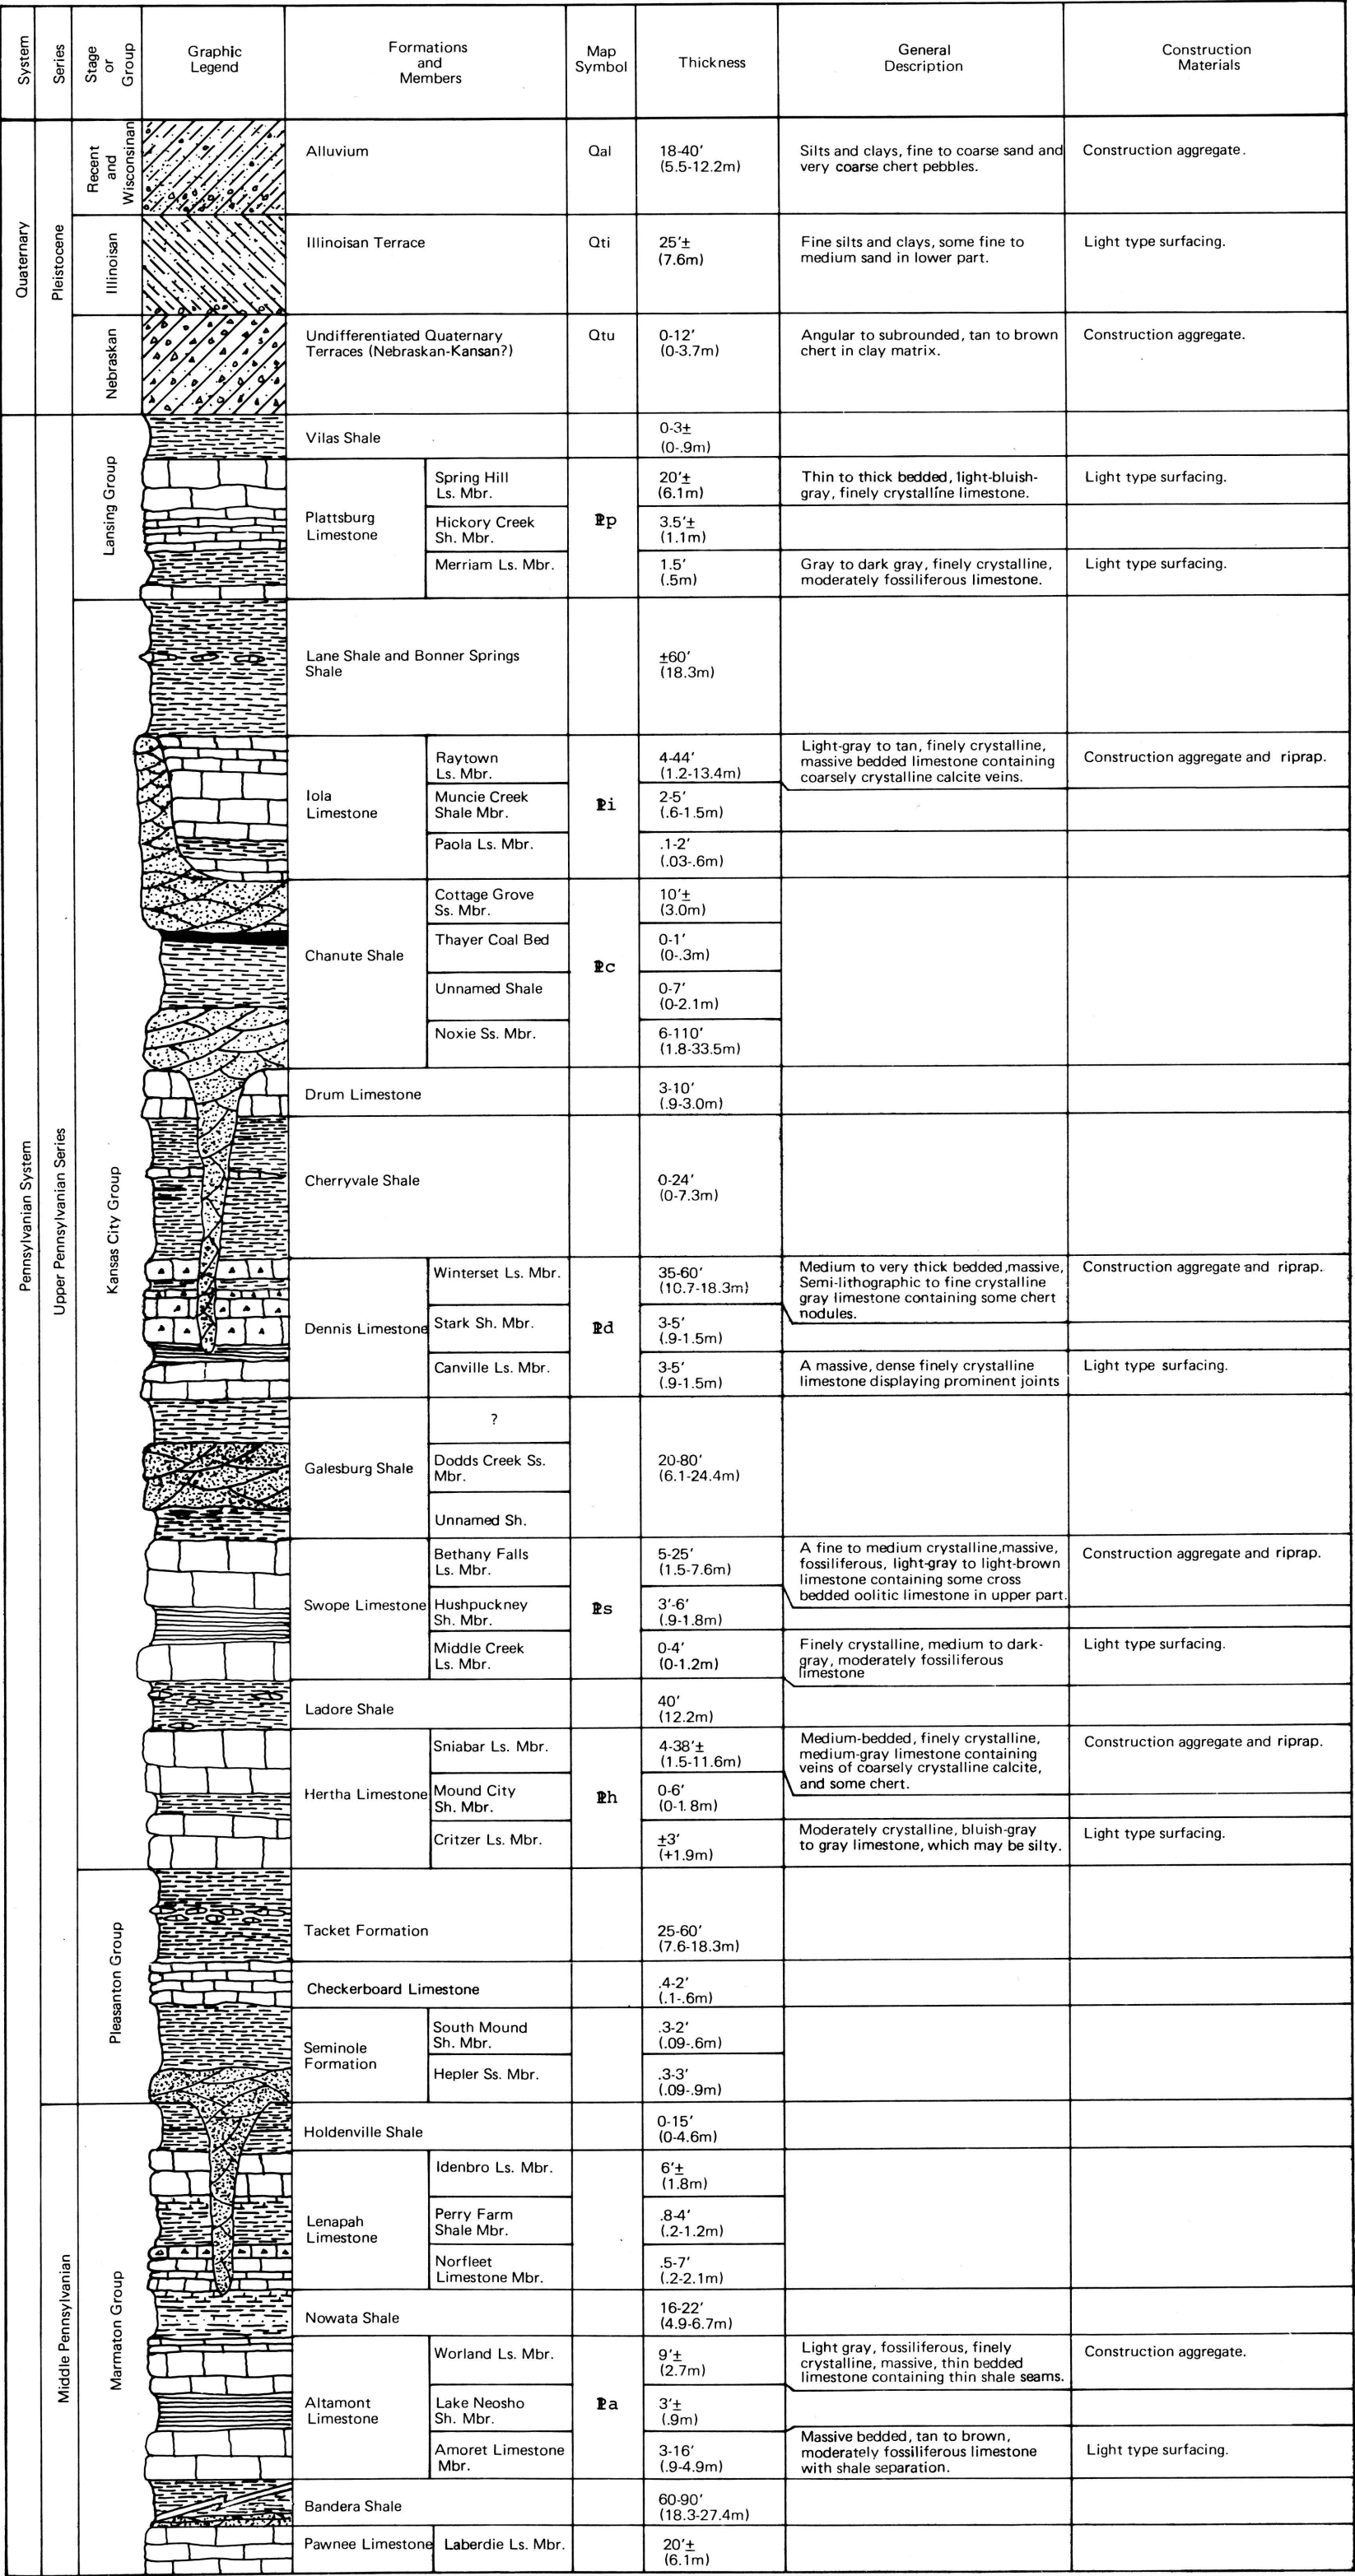 System
Series
Stage
or
Group
Graphic
Legend
Formations
and
Members
Map
Symbol
Thickness
General
Description
Construction
Materials
Quaternary
Pleistocene
Recent
and
Wisconsinan
Alluvium
Qal
18-40'
(5.5-12.2m)
Silts and clays, fine to coarse sand and
very coarse chert pebbles.
Construction aggregate.
Illinoisan
Illinoisan Terrace
Qti
25'±
(7.6m)
Fine silts and clays, some fine to
medium sand in lower part.
Light type surfacing.
Nebraskan
Undifferentiated Quaternary
Terraces (Nebraskan-Kansan?)
Qtu
0-12'
(0-3.7m)
Angular to subrounded, tan to brown
chert in clay matrix.
Construction aggregate.
Pennsylvanian System
Upper Pennsylvanian Series
Lansing Group
Vilas Shale
0-3±
(0-.9m)
Plattsburg
Limestone
Spring Hill
Ls. Mbr.
ℙp
20'±
(6.1m)
Thin to thick bedded, light-bluish-
gray, finely crystalline limestone.
Light type surfacing.
Hickory Creek
Sh. Mbr.
3.5'±
(1.1m)
Merriam Ls. Mbr.
1.5'
(.5m)
Gray to dark gray, finely crystalline,
moderately fossiliferous limestone.
Light type surfacing.
Kansas City Group
Lane Shale and Bonner Springs
Shale
±60'
(18.3m)
Iola
Limestone
Raytown
Ls. Mbr.
ℙi
4-44'
(1.2-13.4m)
Light-gray to tan, finely crystalline,
massive bedded limestone containing
coarsely crystalline calcite veins.
Construction aggregate and riprap.
Muncie Creek
Shale Mbr.
2-5'
(.6-1.5m)
Paola Ls. Mbr.
.1-2'
(.03-.6m)
Chanute Shale
Cottage Grove
Ss. Mbr.
ℙc
10'±
(3.0m)
Thayer Coal Bed
0-1'
(0-.3m)
Unnamed Shale
0-7'
(0-2.1m)
Noxie Ss. Mbr.
6-110'
(1.8-33.5m)
Drum Limestone
3-10'
(.9-3.0m)
Cherryvale Shale
0-24'
(0-7.3m)
Dennis Limestone
Winterset Ls. Mbr.
ℙd
35-60'
(10.7-18.3m)
Medium to very thick bedded,massive,
Semi-lithographic to fine crystalline
gray limestone containing some chert
nodules.
Construction aggregate and riprap.
Stark Sh. Mbr.
3-5'
(.9-1.5m)
Canville Ls. Mbr.
3-5'
(.9-1.5m)
A massive, dense finely crystalline
limestone displaying prominent joints
Light type surfacing.
Galesburg Shale
?
Dodds Creek Ss.
Mbr.
20-80'
(6.1-24.4m)
Unnamed Sh.
Swope Limestone
Bethany Falls
Ls. Mbr.
ℙs
5-25'
(1.5-7.6m)
A fine to medium crystalline,massive,
fossiliferous, light-gray to light-brown
limestone containing some cross
bedded oolitic limestone in upper part.
Construction aggregate and riprap.
Hushpuckney
Sh. Mbr.
3'-6'
(.9-1.8m)
Middle Creek
Ls. Mbr.
0-4'
(0-1.2m)
Finely crystalline, medium to dark-
gray, moderately fossiliferous
limestone
Light type surfacing.
Ladore Shale
40'
(12.2m)
Hertha Limestone
Sniabar Ls. Mbr.
ℙh
4-38'±
(1.5-11.6m)
Medium-bedded, finely crystalline,
medium-gray limestone containing
veins of coarsely crystalline calcite,
and some chert.
Construction aggregate and riprap.
Mound City
Sh. Mbr.
0-6'
(0-1.8m)
Critzer Ls. Mbr.
±3'
(+1.9m)
Moderately crystalline, bluish-gray
to gray limestone, which may be silty.
Light type surfacing.
Pleasanton Group
Tacket Formation
25-60'
(7.6-18.3m)
Checkerboard Limestone
.4-2'
(.1-.6m)
Seminole
Formation
South Mound
Sh. Mbr.
.3-2'
(.09-.6m)
Hepler Ss. Mbr.
.3-3'
(.09-.9m)
Middle Pennsylvanian
Marmaton Group
Holdenville Shale
0-15'
(0-4.6m)
Lenapah
Limestone
Idenbro Ls. Mbr.
6'±
(1.8m)
Perry Farm
Shale Mbr.
.8-4'
(.2-1.2m)
Norfleet
Limestone Mbr.
.5-7'
(.2-2.1m)
Nowata Shale
16-22'
(4.9-6.7m)
Altamont
Limestone
Worland Ls. Mbr.
ℙa
9'±
(2.7m)
Light gray, fossiliferous, finely
crystalline, massive, thin bedded
limestone containing thin shale seams.
Construction aggregate.
Lake Neosho
Sh. Mbr.
3'±
(.9m)
Amoret Limestone
Mbr.
3-16'
(.9-4.9m)
Massive bedded, tan to brown,
moderately fossiliferous limestone
with shale separation.
Light type surfacing.
Bandera Shale
60-90'
(18.3-27.4m)
Pawnee Limestone
Laberdie Ls. Mbr.
20'±
(6.1m)